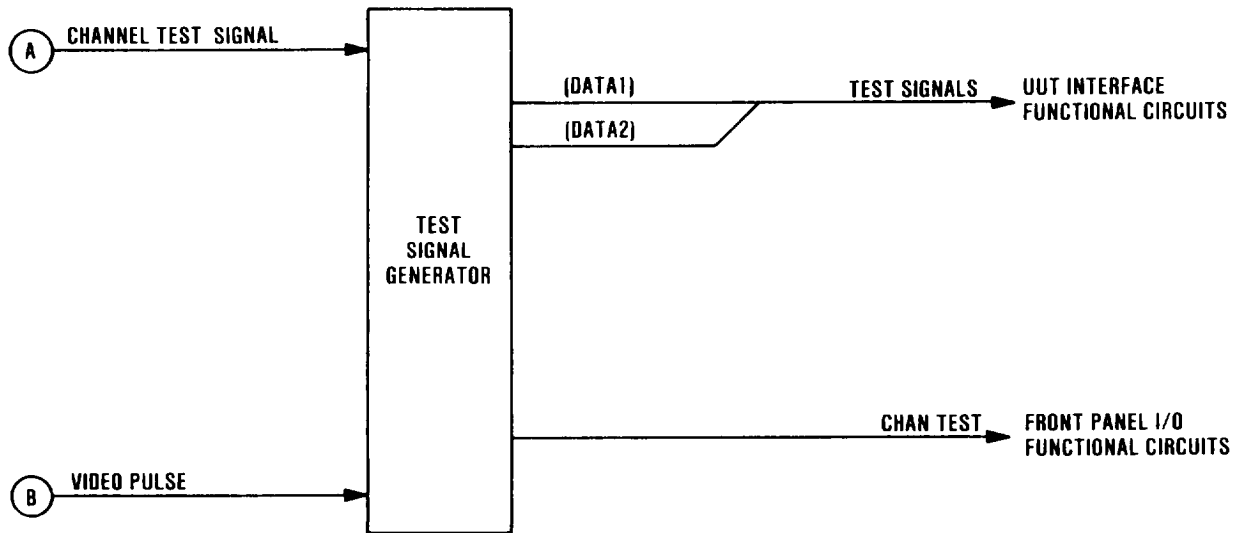 A
CHANNEL TEST SIGNAL
(DATA1)
TEST SIGNALS
UUT INTERFACE
FUNCTIONAL CIRCUITS
(DATA2)
TEST
SIGNAL
GENERATOR
CHAN TEST
FRONT PANEL I/O
FUNCTIONAL CIRCUITS
B
VIDEO PULSE